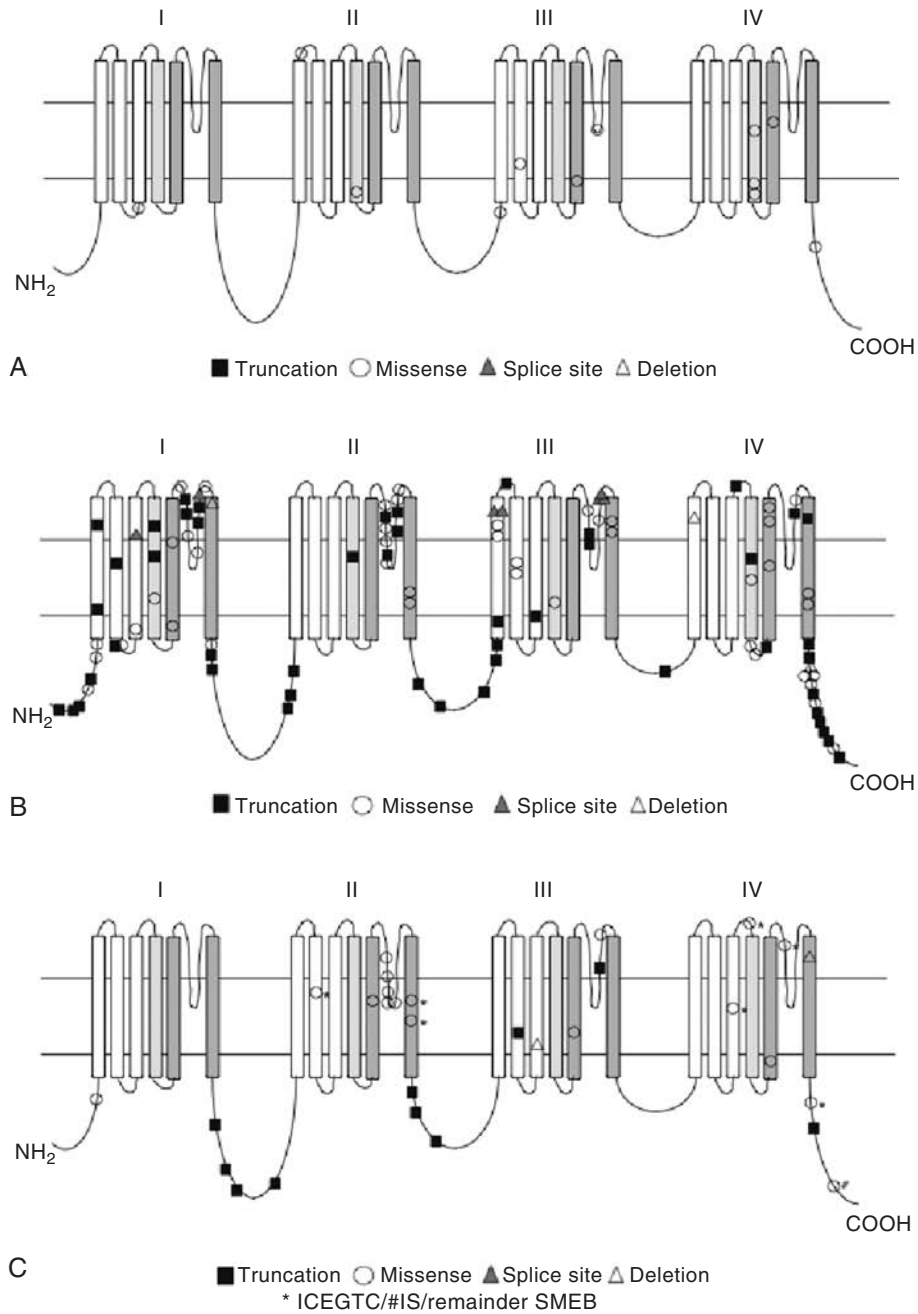 I II III IV
NH2
COOH
A
■ Truncation ○ Missense ▲ Splice site △ Deletion
I II III IV
NH2
COOH
B
■ Truncation ○ Missense ▲ Splice site △ Deletion
I II III IV
* * * * * * * #
NH2
COOH
C
■ Truncation ○ Missense ▲ Splice site △ Deletion
* ICEGTC/#IS/remainder SMEB